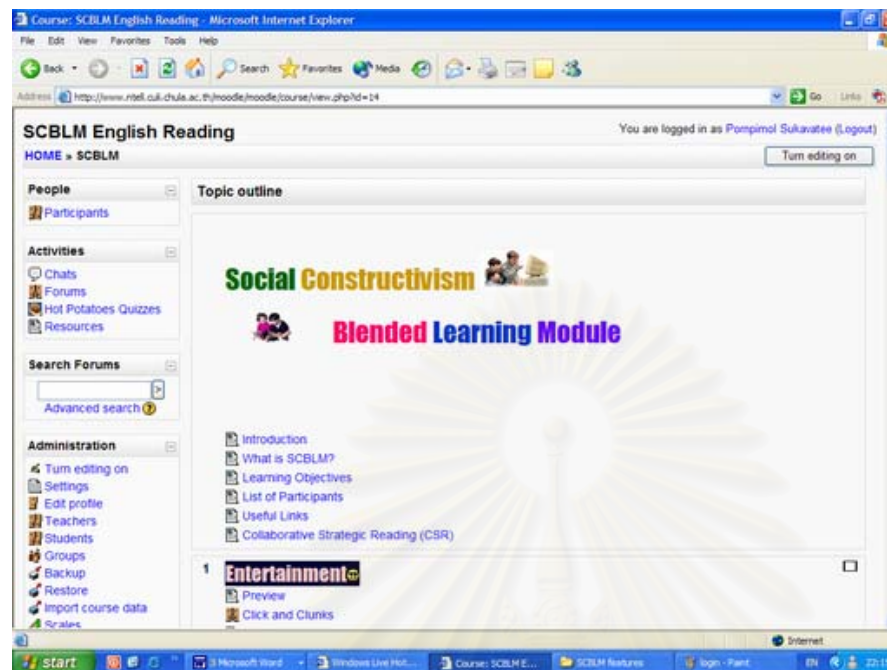 Course: SCBLM English Reading - Microsoft Internet Explorer
File Edit View Favorites Tools Help
Back Search Favorites Media
Address http://www.ntell.culi.chula.ac.th/moodle/moodle/course/view.php?id=14 Go Links
SCBLM English Reading
You are logged in as Pornpimol Sukavatee (Logout)
HOME » SCBLM
Turn editing on
People
Participants
Activities
Chats
Forums
Hot Potatoes Quizzes
Resources
Search Forums
Advanced search
Administration
Turn editing on
Settings
Edit profile
Teachers
Students
Groups
Backup
Restore
Import course data
Scales
Topic outline
Social Constructivism
Blended Learning Module
Introduction
What is SCBLM?
Learning Objectives
List of Participants
Useful Links
Collaborative Strategic Reading (CSR)
1 Entertainment
Preview
Click and Clunks
Internet
start 3 Microsoft Word Windows Live Hot... Course: SCBLM E... SCBLM features login - Paint EN